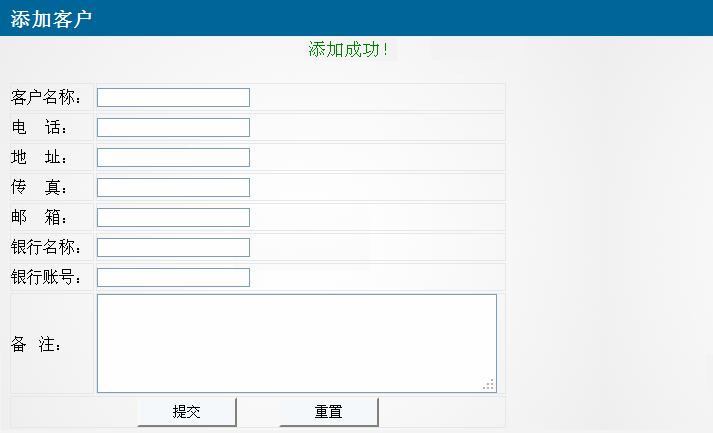 添加客户
添加成功！
客户名称：
电 话：
地 址：
传 真：
邮 箱：
银行名称：
银行账号：
备 注：
提交 重置